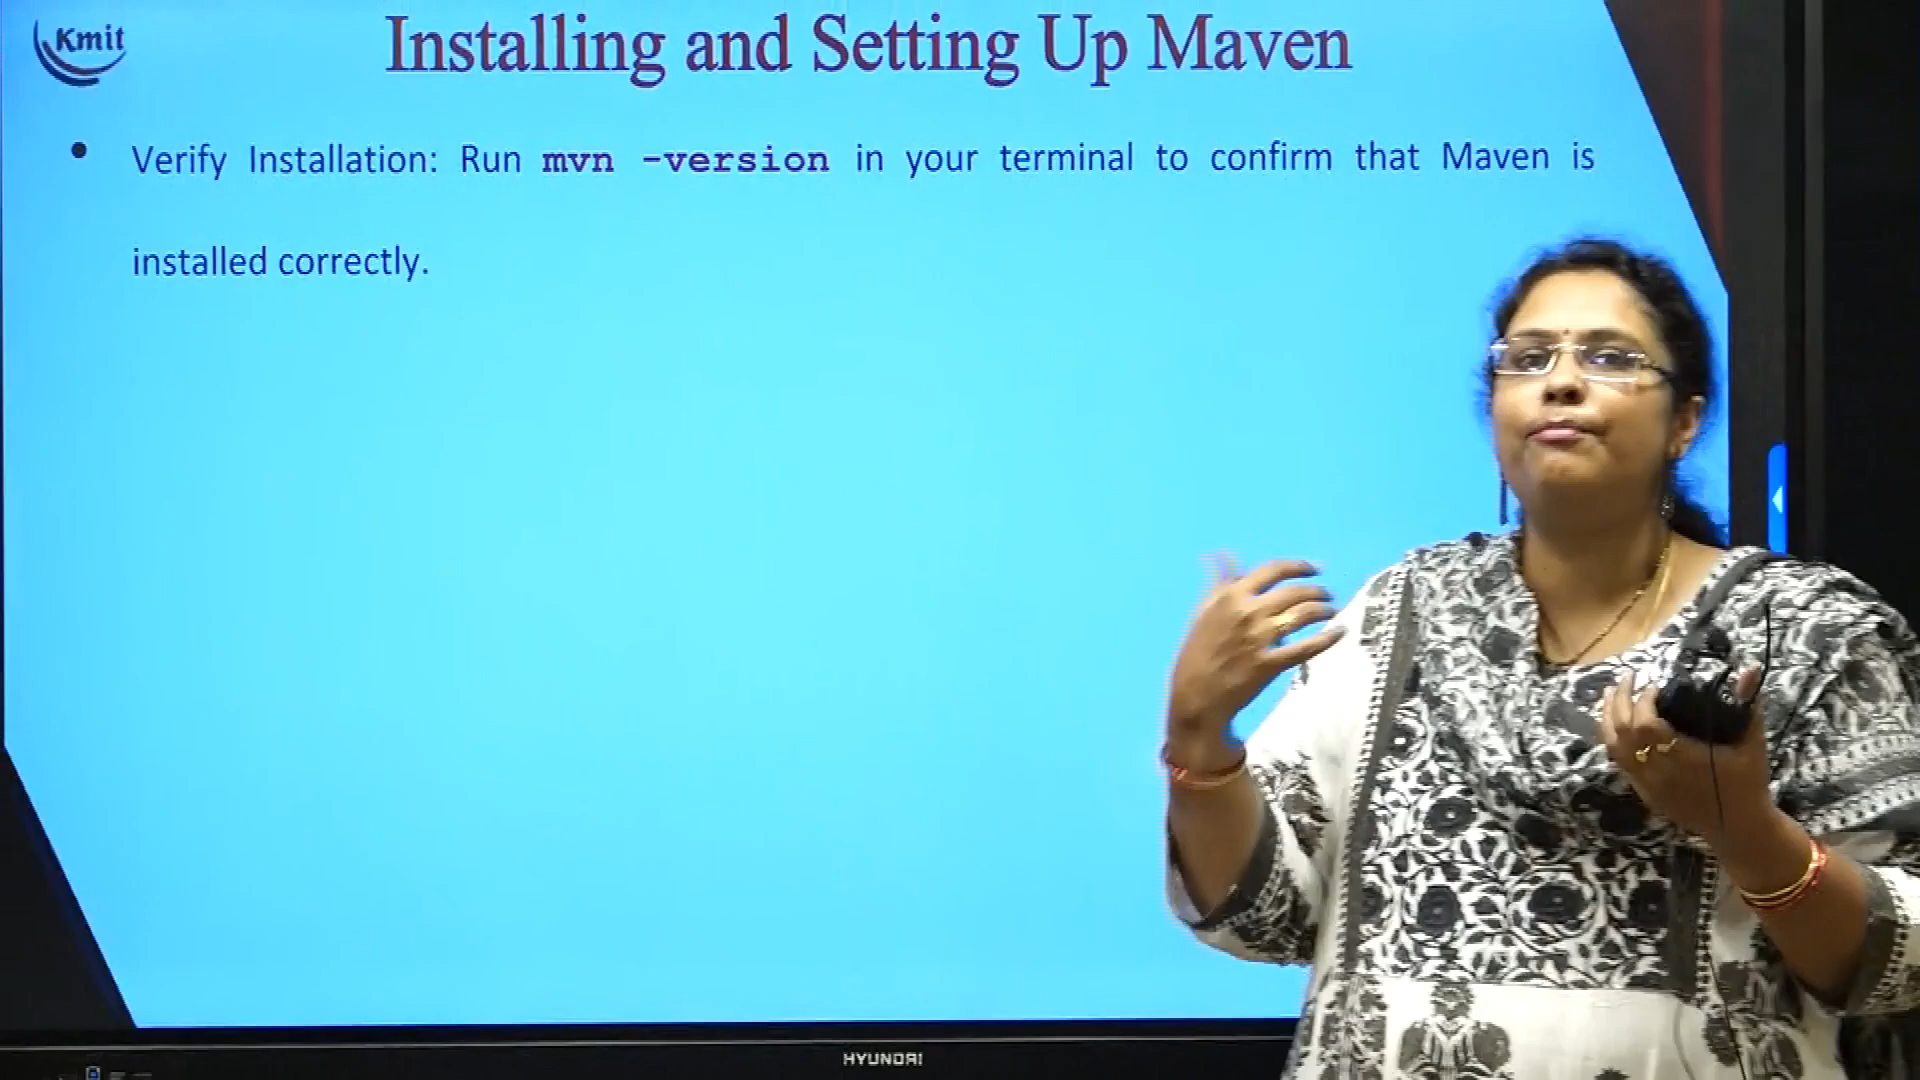 Kmit
Installing and Setting Up Maven
• Verify Installation: Run mvn -version in your terminal to confirm that Maven is
installed correctly.
HYUNDAI